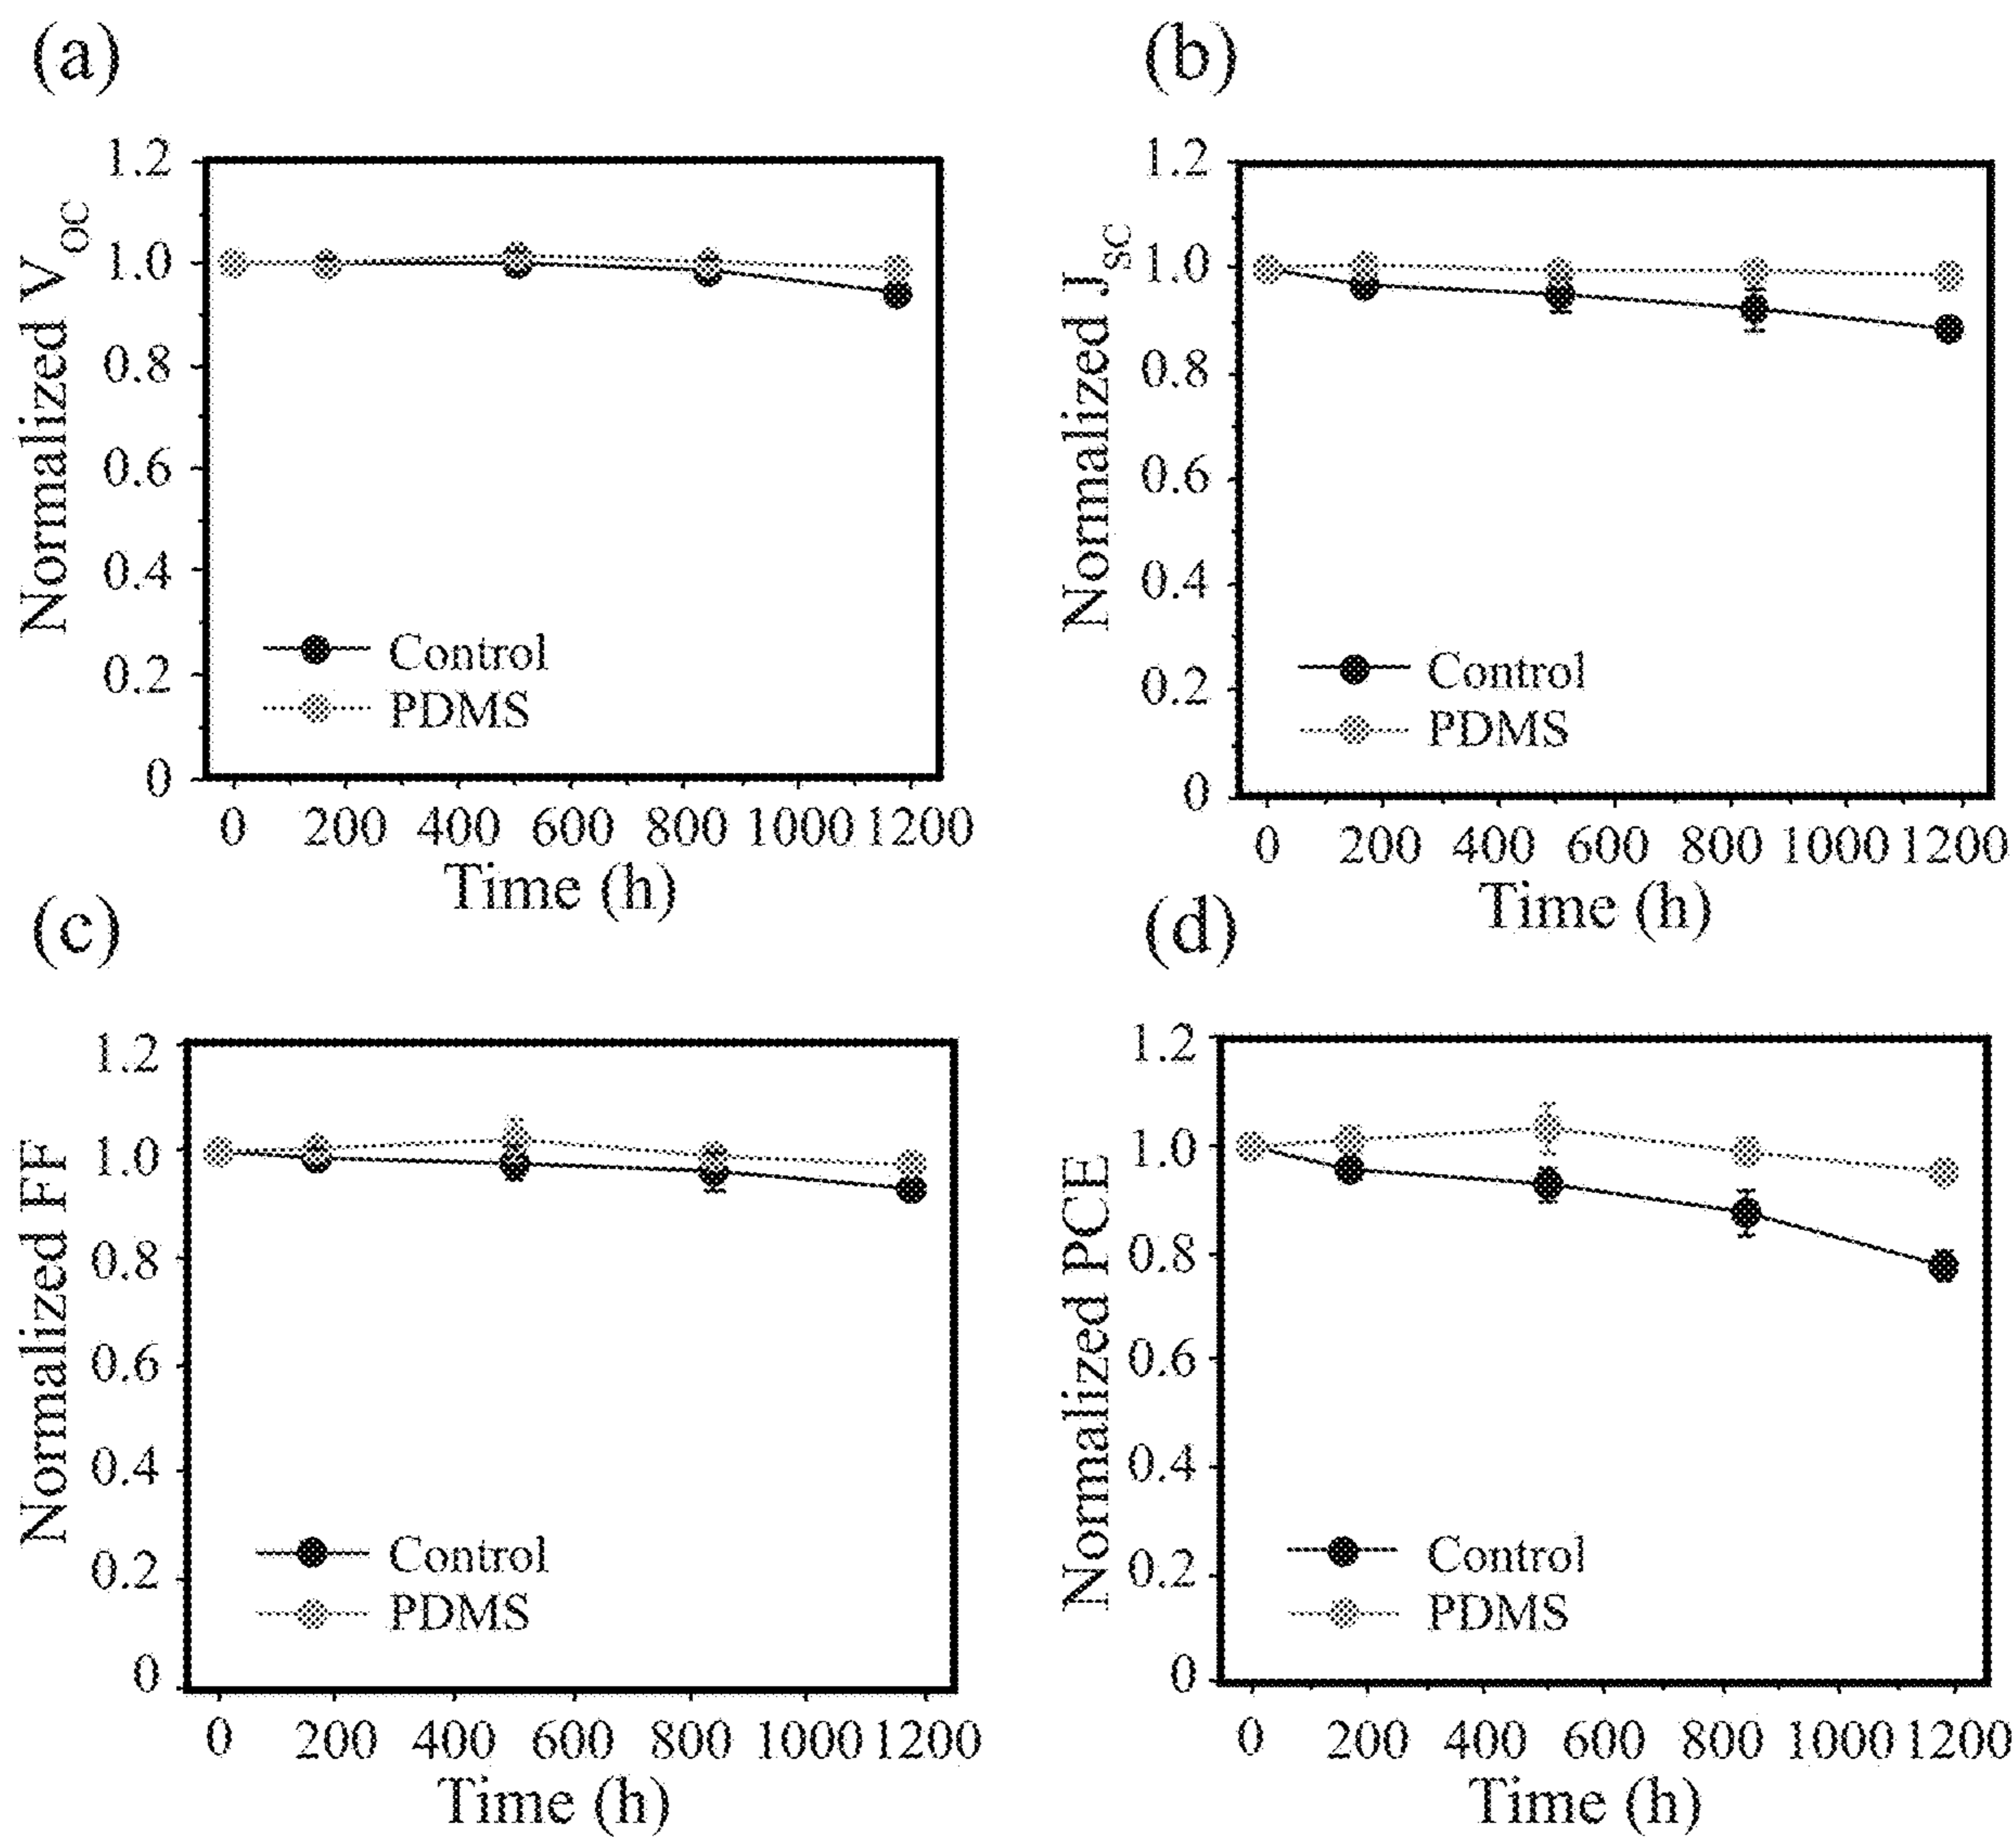 (a)
Normalized V_OC
1.2
1.0
0.8
0.6
0.4
0.2
0
Control
PDMS
0 200 400 600 800 1000 1200
Time (h)
(b)
Normalized J_SC
1.2
1.0
0.8
0.6
0.4
0.2
0
Control
PDMS
0 200 400 600 800 1000 1200
Time (h)
(c)
Normalized FF
1.2
1.0
0.8
0.6
0.4
0.2
0
Control
PDMS
0 200 400 600 800 1000 1200
Time (h)
(d)
Normalized PCE
1.2
1.0
0.8
0.6
0.4
0.2
0
Control
PDMS
0 200 400 600 800 1000 1200
Time (h)